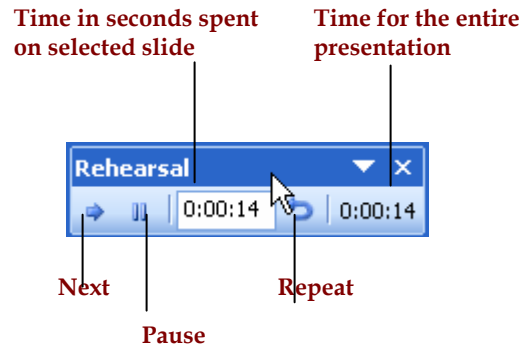 Time in seconds spent
on selected slide
Time for the entire
presentation
Rehearsal
0:00:14
0:00:14
Next
Repeat
Pause